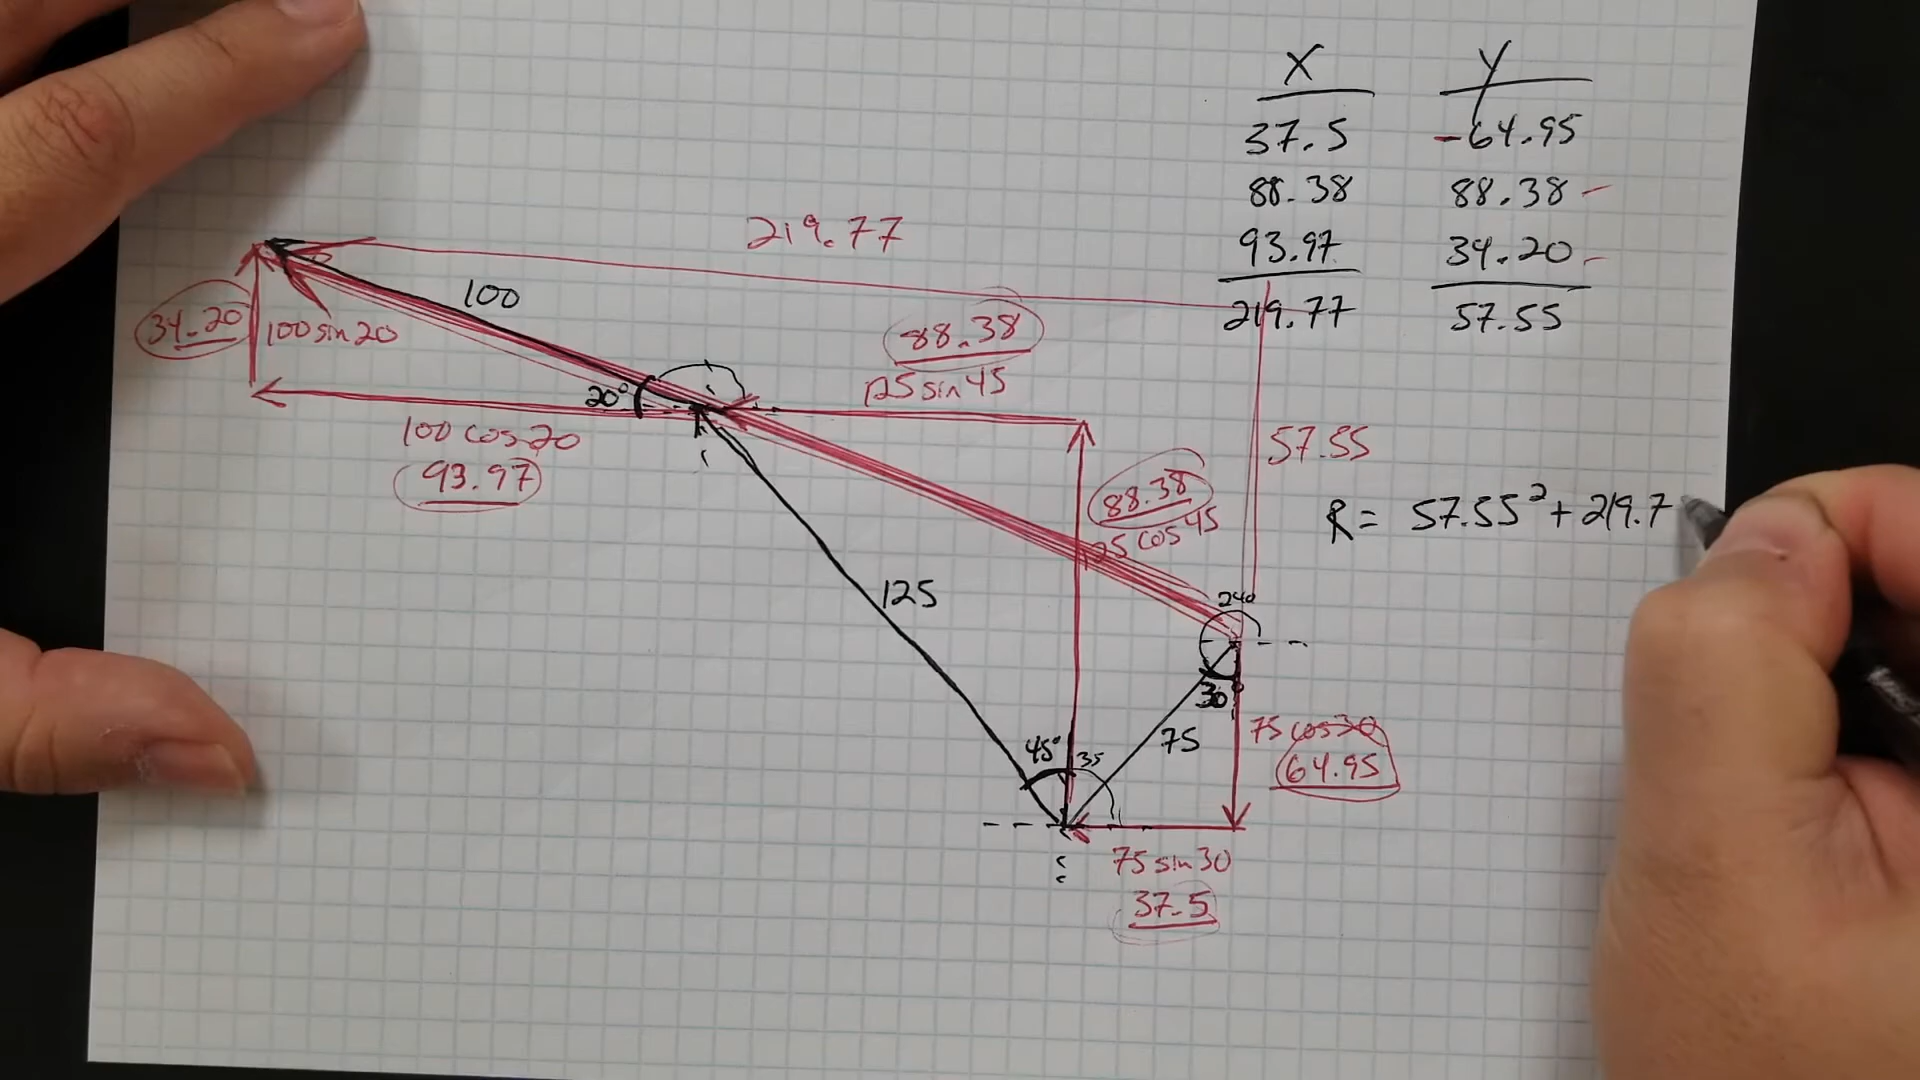 X Y
37.5 -64.95
88.38 88.38 -
93.97 34.20 -
219.77 57.55
219.77
100
34.20
100 sin 20
88.38
125 sin 45
20°
100 cos 20
93.97
57.55
R = 57.55² + 219.7
88.38
25 cos 45
125
240
30°
75
75 cos 30
64.95
45°
35
75 sin 30
37.5